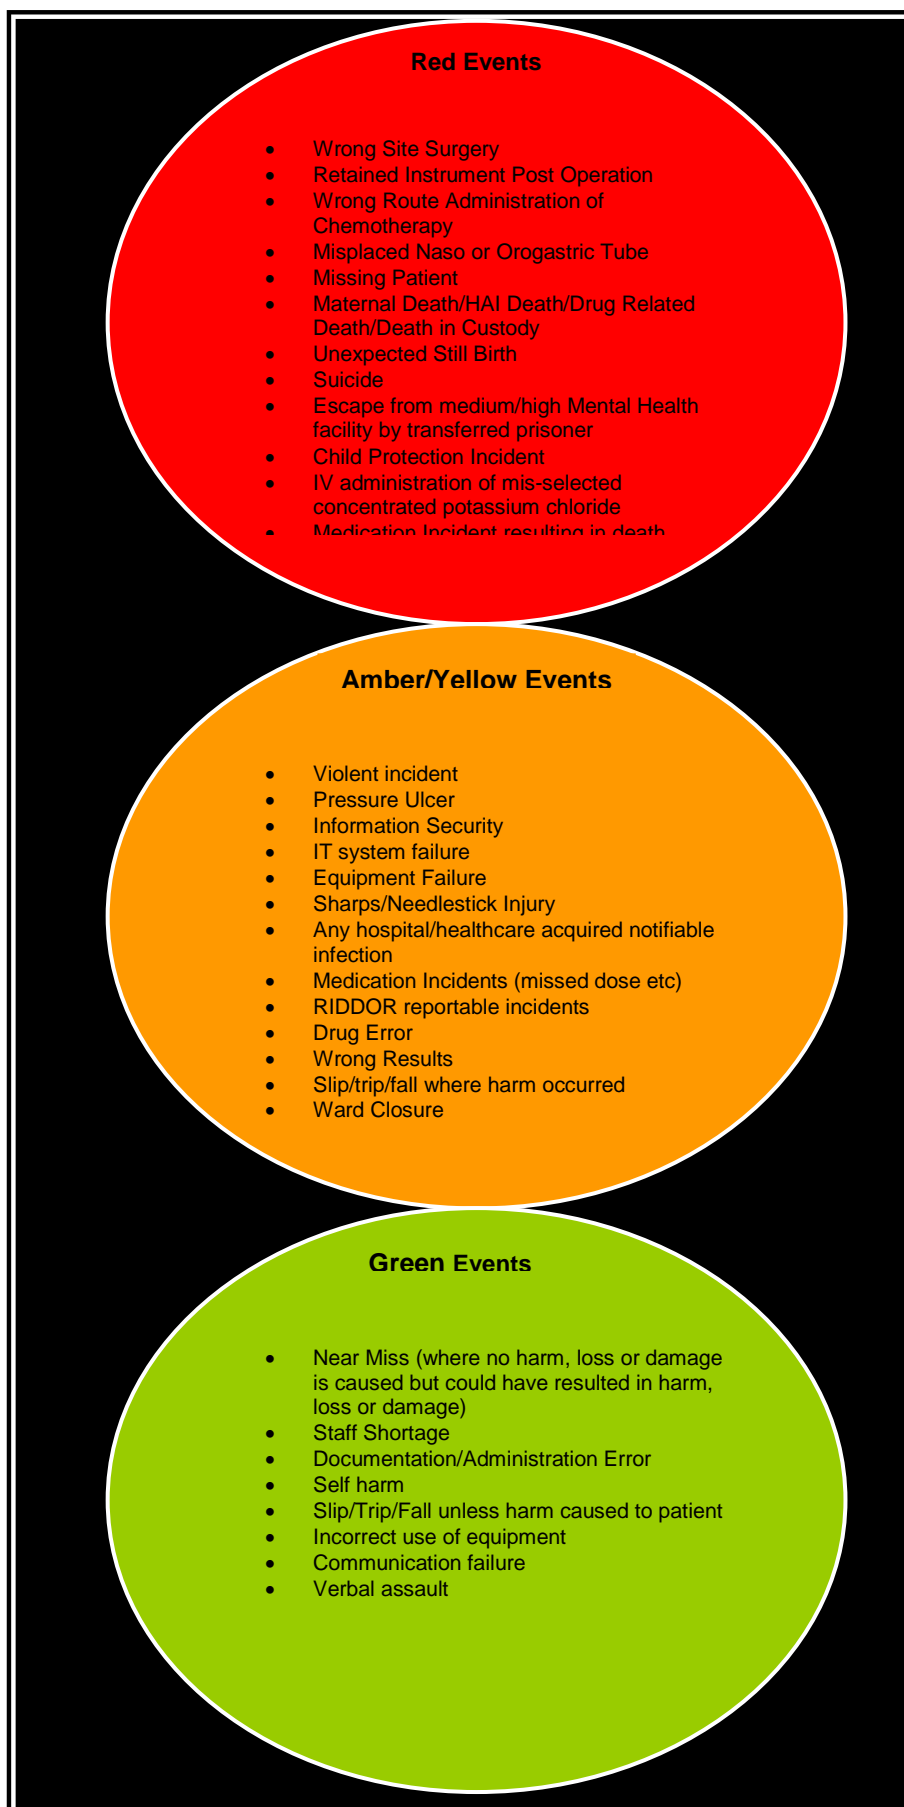 Red Events
• Wrong Site Surgery
• Retained Instrument Post Operation
• Wrong Route Administration of
Chemotherapy
• Misplaced Naso or Orogastric Tube
• Missing Patient
• Maternal Death/HAI Death/Drug Related
Death/Death in Custody
• Unexpected Still Birth
• Suicide
• Escape from medium/high Mental Health
facility by transferred prisoner
• Child Protection Incident
• IV administration of mis-selected
concentrated potassium chloride
• Medication Incident resulting in death
Amber/Yellow Events
• Violent incident
• Pressure Ulcer
• Information Security
• IT system failure
• Equipment Failure
• Sharps/Needlestick Injury
• Any hospital/healthcare acquired notifiable
infection
• Medication Incidents (missed dose etc)
• RIDDOR reportable incidents
• Drug Error
• Wrong Results
• Slip/trip/fall where harm occurred
• Ward Closure
Green Events
• Near Miss (where no harm, loss or damage
is caused but could have resulted in harm,
loss or damage)
• Staff Shortage
• Documentation/Administration Error
• Self harm
• Slip/Trip/Fall unless harm caused to patient
• Incorrect use of equipment
• Communication failure
• Verbal assault